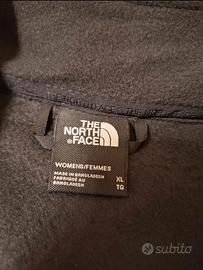 THE
NORTH
FACE
WOMENS/FEMMES
MADE IN BANGLADESH
FABRIQUÉ AU
BANGLADESH
XL
TG
subito